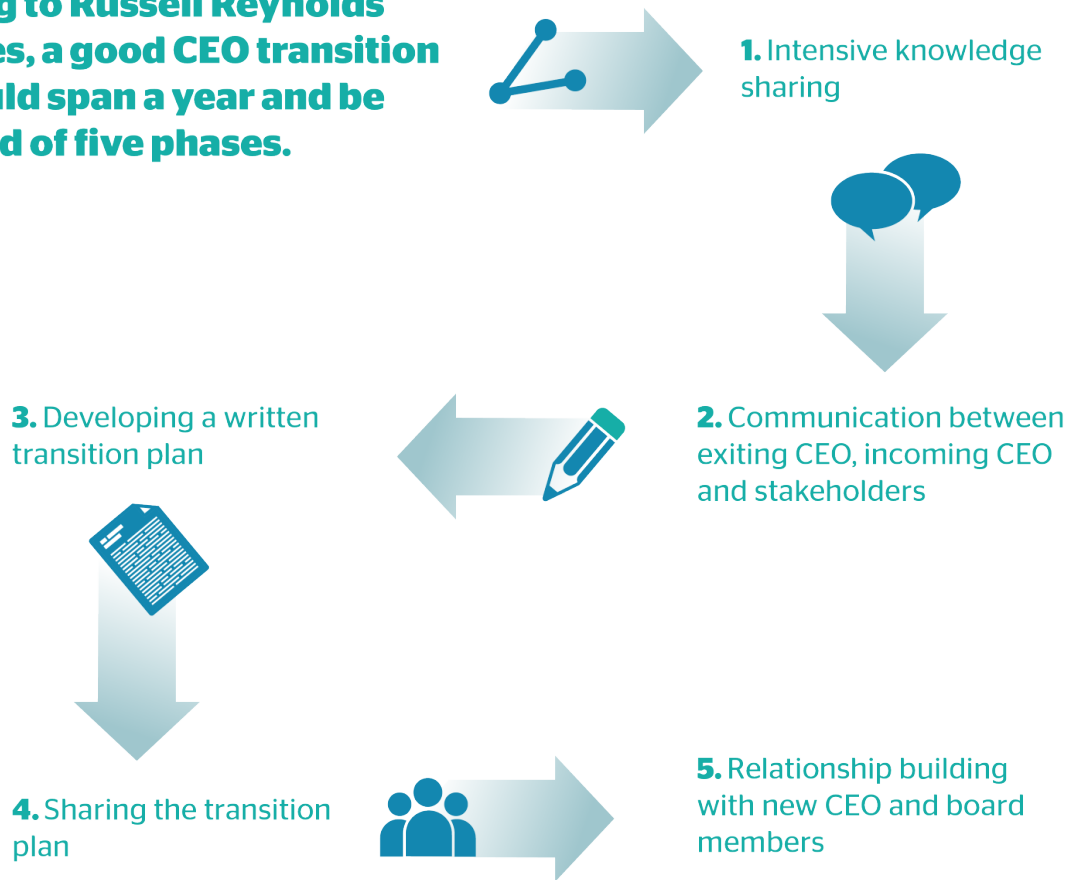 to Russell Reynolds
a good CEO transition
span a year and be
of five phases.
1. Intensive knowledge
sharing
2. Communication between
exiting CEO, incoming CEO
and stakeholders
3. Developing a written
transition plan
4. Sharing the transition
plan
5. Relationship building
with new CEO and board
members